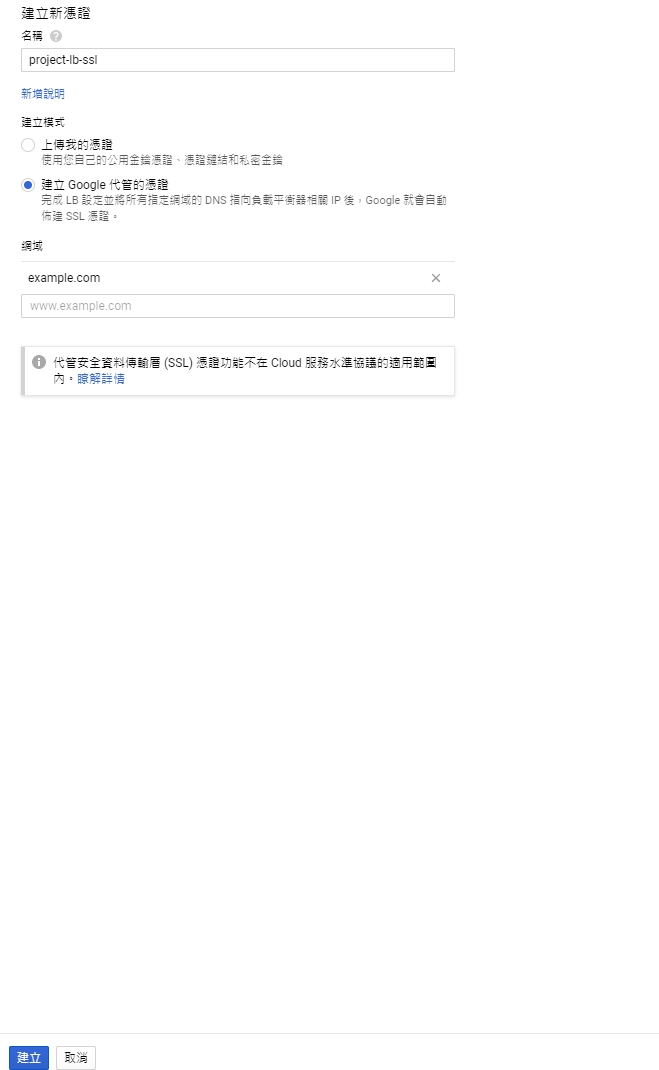 建立新憑證
名稱 ?
project-lb-ssl
新增說明
建立模式
上傳我的憑證
使用您自己的公用金鑰憑證、憑證鏈結和私密金鑰
建立 Google 代管的憑證
完成 LB 設定並將所有指定網域的 DNS 指向負載平衡器相關 IP 後，Google 就會自動
佈建 SSL 憑證。
網域
example.com
www.example.com
代管安全資料傳輸層 (SSL) 憑證功能不在 Cloud 服務水準協議的適用範圍
內。瞭解詳情
建立 取消